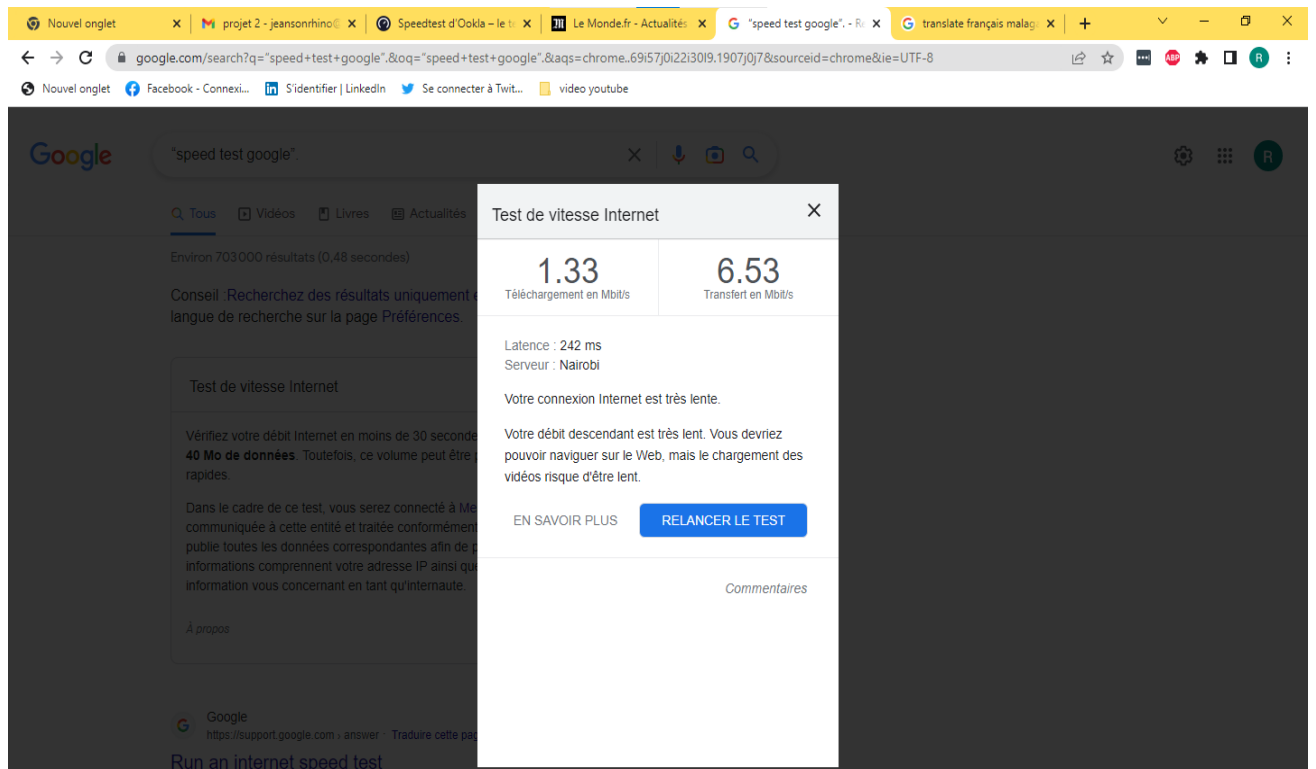 Nouvel onglet
projet 2 - jeansonrhino
Speedtest d'Ookla – le t
Le Monde.fr - Actualités
"speed test google". - Re
translate français malaga
google.com/search?q="speed+test+google".&oq="speed+test+google".&aqs=chrome..69i57j0i22i30l9.1907j0j7&sourceid=chrome&ie=UTF-8
ABP
R
Nouvel onglet
Facebook - Connexi...
S'identifier | LinkedIn
Se connecter à Twit...
video youtube
Google
"speed test google".
R
Tous
Vidéos
Livres
Actualités
Environ 703 000 résultats (0,48 secondes)
Conseil :Recherchez des résultats uniquement e
langue de recherche sur la page Préférences.
Test de vitesse Internet
Vérifiez votre débit Internet en moins de 30 seconde
40 Mo de données. Toutefois, ce volume peut être
rapides.
Dans le cadre de ce test, vous serez connecté à Me
communiquée à cette entité et traitée conformément
publie toutes les données correspondantes afin de p
informations comprennent votre adresse IP ainsi que
information vous concernant en tant qu'internaute.
À propos
Google
https://support.google.com › answer
Traduire cette pag
Run an internet speed test
Test de vitesse Internet
1.33
Téléchargement en Mbit/s
6.53
Transfert en Mbit/s
Latence : 242 ms
Serveur : Nairobi
Votre connexion Internet est très lente.
Votre débit descendant est très lent. Vous devriez
pouvoir naviguer sur le Web, mais le chargement des
vidéos risque d'être lent.
EN SAVOIR PLUS
RELANCER LE TEST
Commentaires